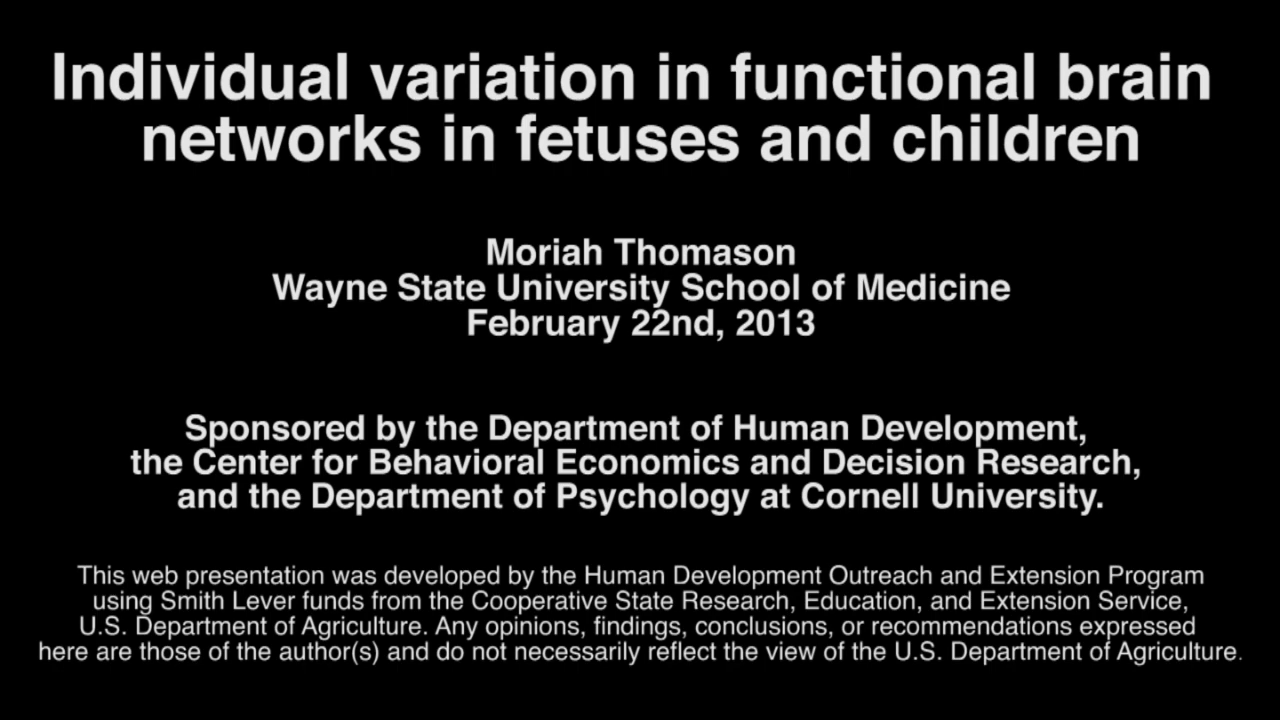 Individual variation in functional brain
networks in fetuses and children
Moriah Thomason
Wayne State University School of Medicine
February 22nd, 2013
Sponsored by the Department of Human Development,
the Center for Behavioral Economics and Decision Research,
and the Department of Psychology at Cornell University.
This web presentation was developed by the Human Development Outreach and Extension Program
using Smith Lever funds from the Cooperative State Research, Education, and Extension Service,
U.S. Department of Agriculture. Any opinions, findings, conclusions, or recommendations expressed
here are those of the author(s) and do not necessarily reflect the view of the U.S. Department of Agriculture.